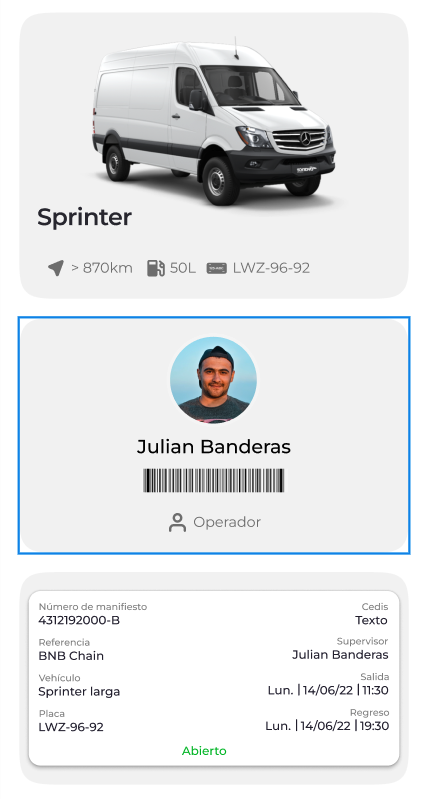 Sprinter
> 870km 50L LWZ-96-92
Julian Banderas
Operador
Número de manifiesto Cedis
4312192000-B Texto
Referencia Supervisor
BNB Chain Julian Banderas
Vehículo Salida
Sprinter larga Lun. | 14/06/22 | 11:30
Placa Regreso
LWZ-96-92 Lun. | 14/06/22 | 19:30
Abierto